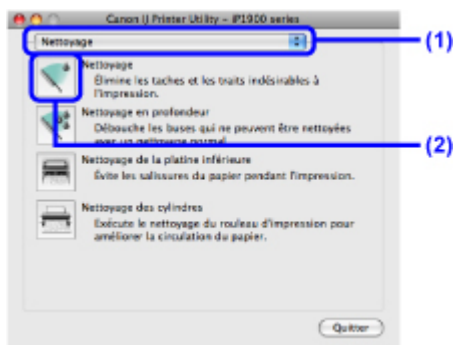 Canon IJ Printer Utility – iP1900 series
Nettoyage
(1)
Nettoyage
Élimine les taches et les traits indésirables à
l'impression.
Nettoyage en profondeur
Débouche les buses qui ne peuvent être nettoyées
avec un nettoyage normal.
(2)
Nettoyage de la platine inférieure
Évite les salissures du papier pendant l'impression.
Nettoyage des cylindres
Exécute le nettoyage du rouleau d'impression pour
améliorer la circulation du papier.
Quitter